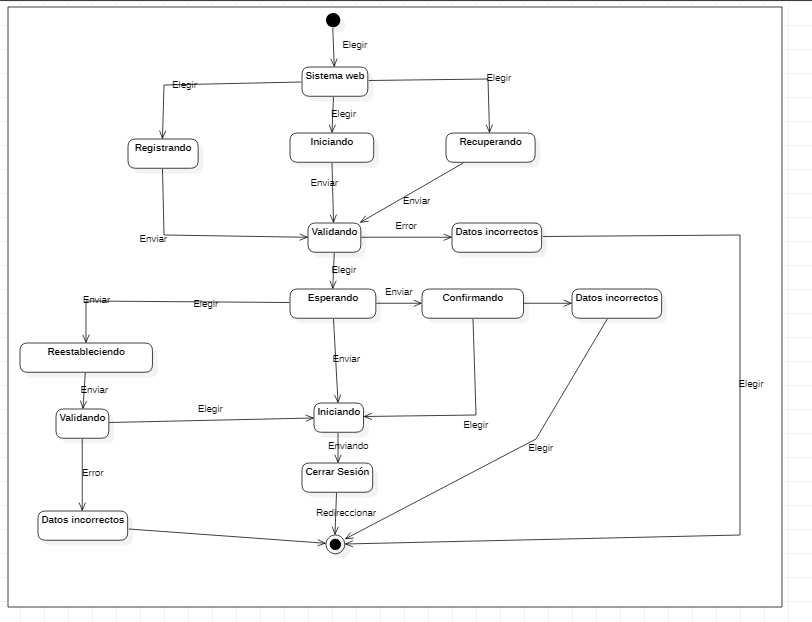 Elegir
Sistema web
Elegir
Elegir
Elegir
Registrando
Iniciando
Recuperando
Enviar
Enviar
Enviar
Validando
Error
Datos incorrectos
Elegir
Esperando
Enviar
Confirmando
Datos incorrectos
Enviar
Elegir
Reestableciendo
Enviar
Elegir
Enviar
Validando
Elegir
Iniciando
Elegir
Enviando
Elegir
Error
Cerrar Sesión
Redireccionar
Datos incorrectos